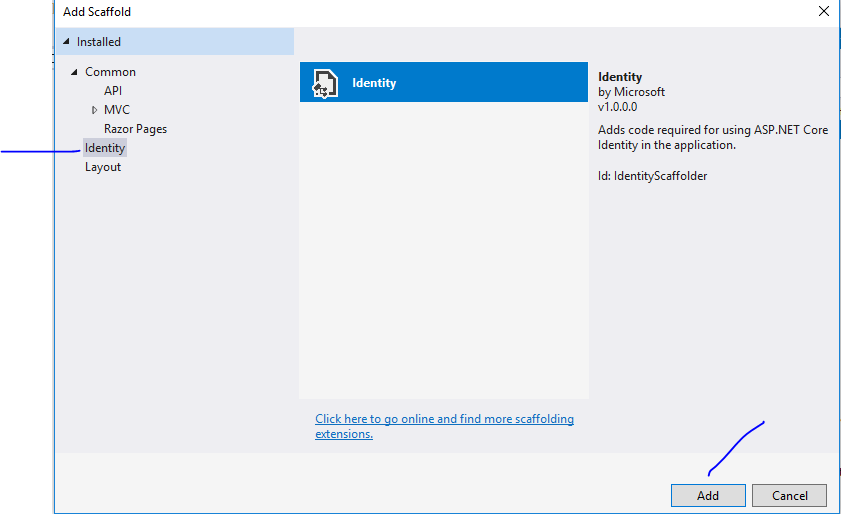 Add Scaffold
Installed
Common
API
MVC
Razor Pages
Identity
Layout
Identity
Click here to go online and find more scaffolding
extensions.
Identity
by Microsoft
v1.0.0.0
Adds code required for using ASP.NET Core
Identity in the application.
Id: IdentityScaffolder
Add
Cancel